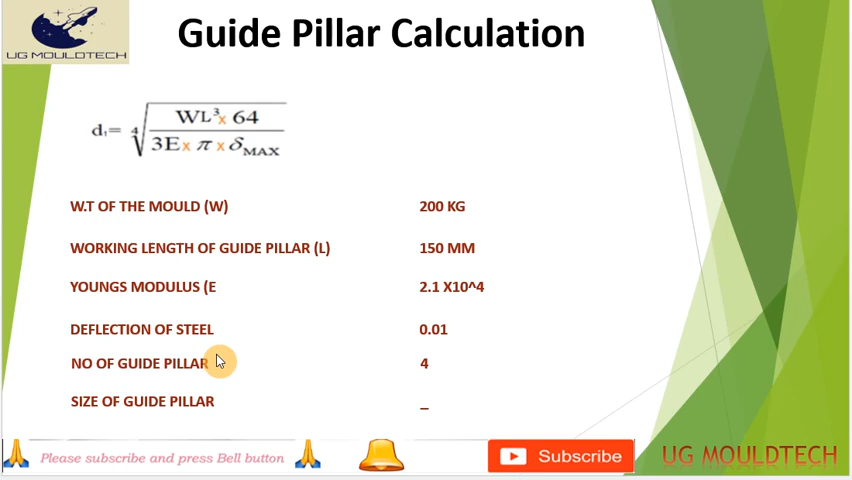 UG MOULDTECH
Guide Pillar Calculation
d₁= ⁴√(WL³x 64 / 3Ex π x δMAX)
W.T OF THE MOULD (W) 200 KG
WORKING LENGTH OF GUIDE PILLAR (L) 150 MM
YOUNGS MODULUS (E 2.1 X10^4
DEFLECTION OF STEEL 0.01
NO OF GUIDE PILLAR 4
SIZE OF GUIDE PILLAR _
Please subscribe and press Bell button
Subscribe
UG MOULDTECH